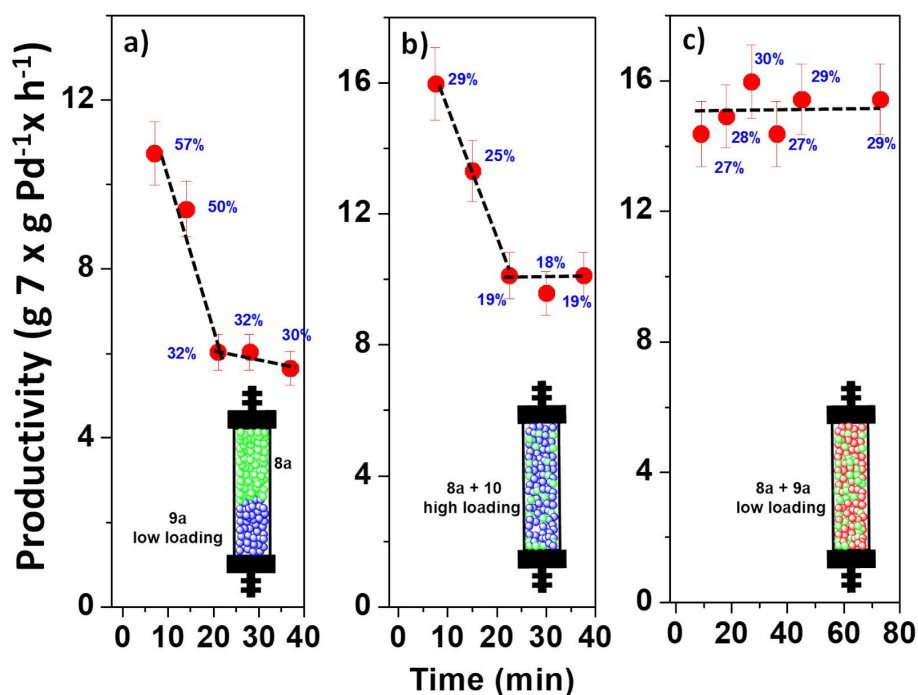 Productivity (g 7 x g Pd⁻¹x h⁻¹)
a)
12
8
4
0
57%
50%
32%
32%
30%
8a
9a
low loading
0 10 20 30 40
b)
16
12
8
4
0
29%
25%
18%
19%
19%
8a + 10
high loading
0 10 20 30 40
c)
16
12
8
4
0
30%
29%
28%
27%
27%
29%
8a + 9a
low loading
0 20 40 60 80
Time (min)